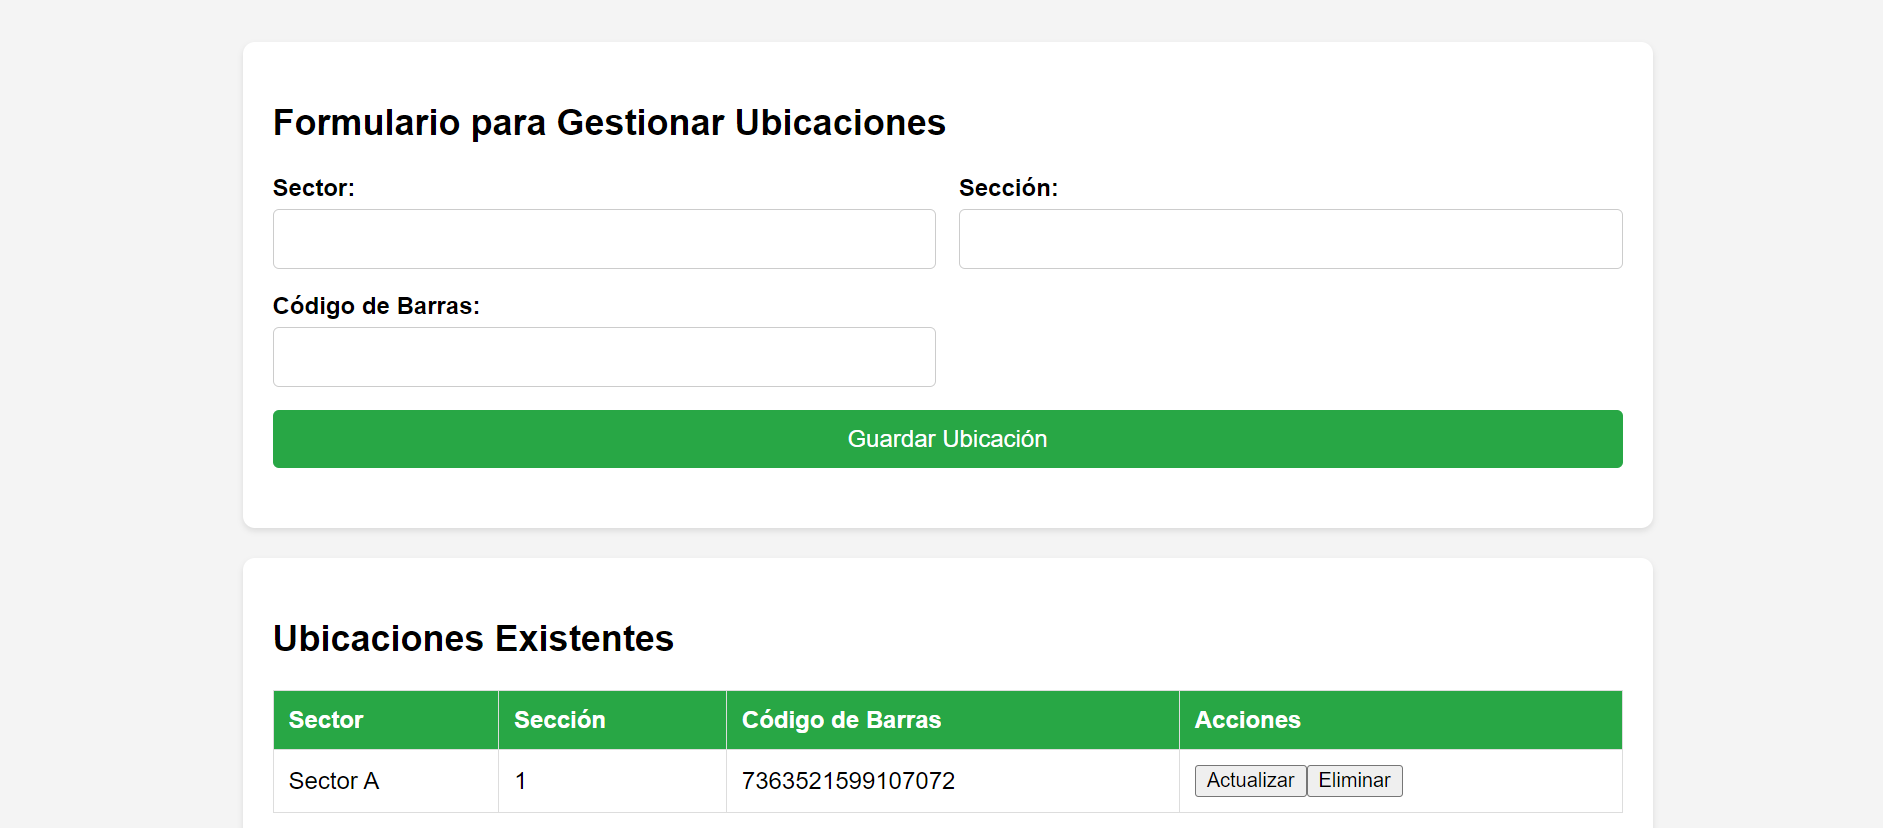 Formulario para Gestionar Ubicaciones
Sector: Sección:
Código de Barras:
Guardar Ubicación
Ubicaciones Existentes
Sector Sección Código de Barras Acciones
Sector A 1 7363521599107072 Actualizar Eliminar